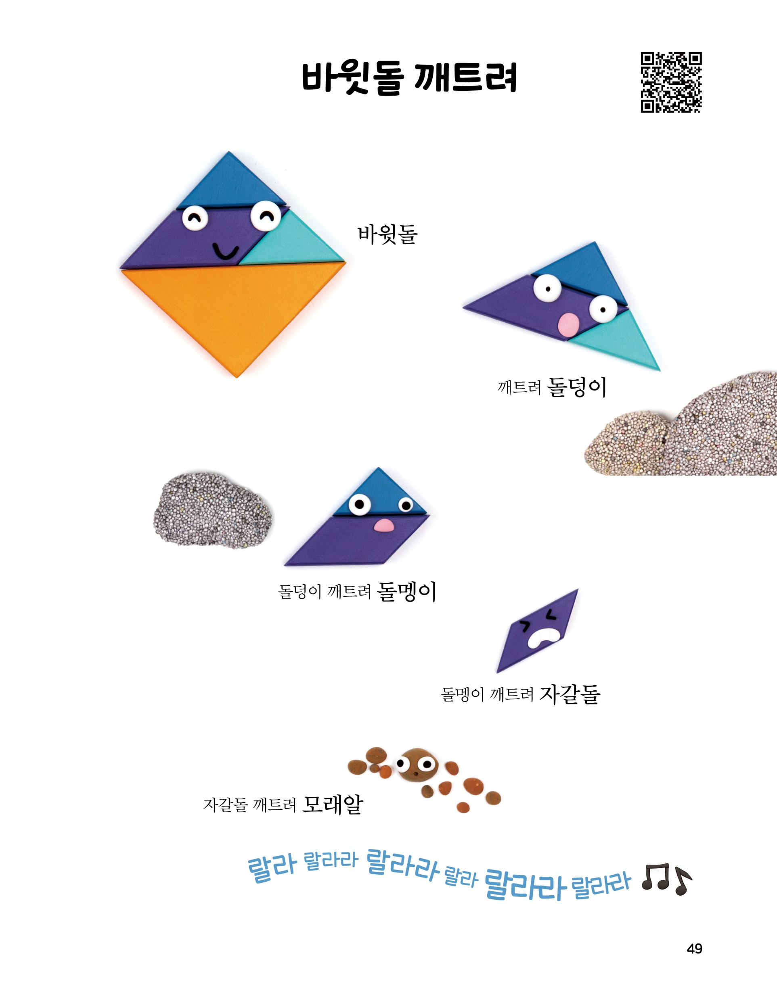 바윗돌 깨트려
바윗돌
깨트려 돌덩이
돌덩이 깨트려 돌멩이
돌멩이 깨트려 자갈돌
자갈돌 깨트려 모래알
랄라 랄라라 랄라라 랄라 랄라라 랄라라
49